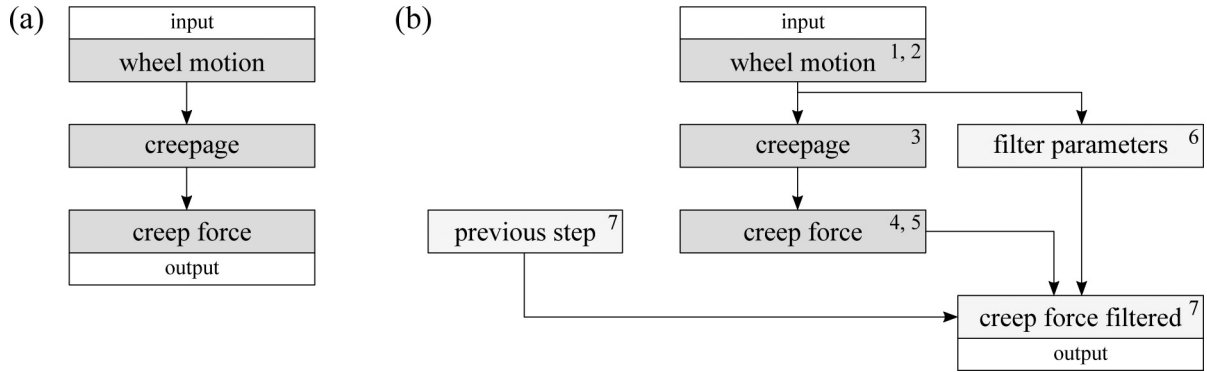 (a)
input
wheel motion
creepage
creep force
output
(b)
input
wheel motion 1, 2
creepage 3
filter parameters 6
previous step 7
creep force 4, 5
creep force filtered 7
output